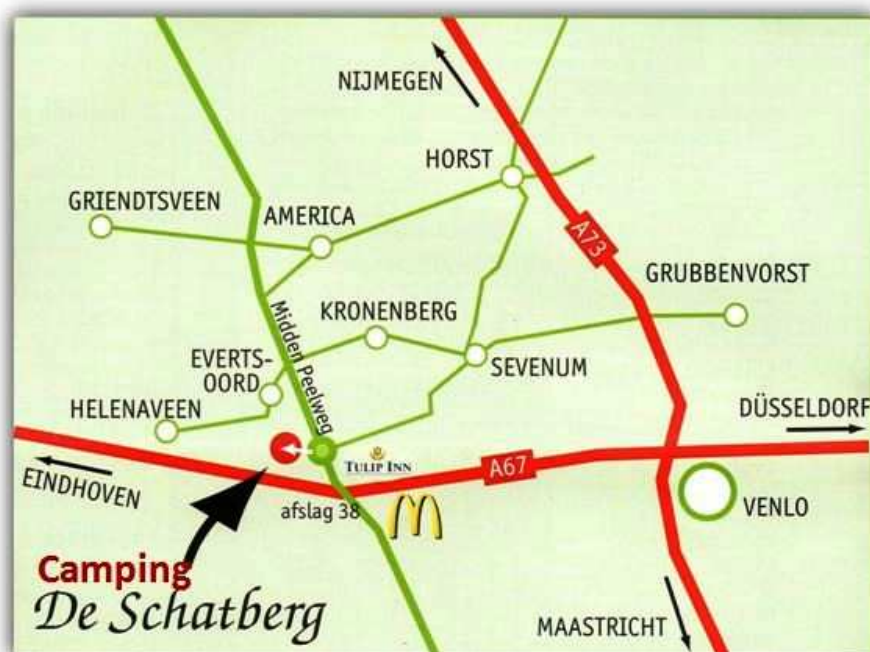 NIJMEGEN
HORST
GRIENDTSVEEN
AMERICA
A73
GRUBBENVORST
Midden Peelweg
KRONENBERG
EVERTS-
OORD
SEVENUM
HELENAVEEN
DÜSSELDORF
TULIP INN
A67
EINDHOVEN
afslag 38
VENLO
Camping
De Schatberg
MAASTRICHT